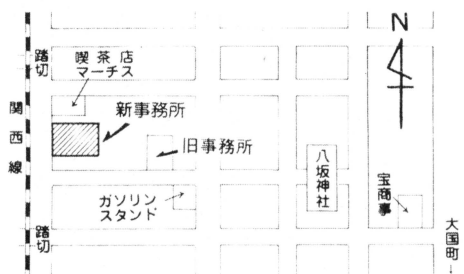 N
踏切
喫茶店
マーチス
新事務所
関西線
旧事務所
八坂神社
宝商事
ガソリン
スタンド
踏切
大国町